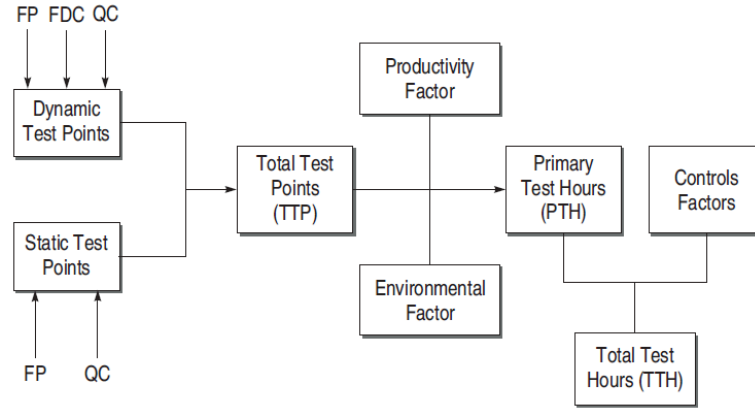 FP FDC QC
Dynamic
Test Points
Static Test
Points
FP QC
Total Test
Points
(TTP)
Productivity
Factor
Environmental
Factor
Primary
Test Hours
(PTH)
Controls
Factors
Total Test
Hours (TTH)